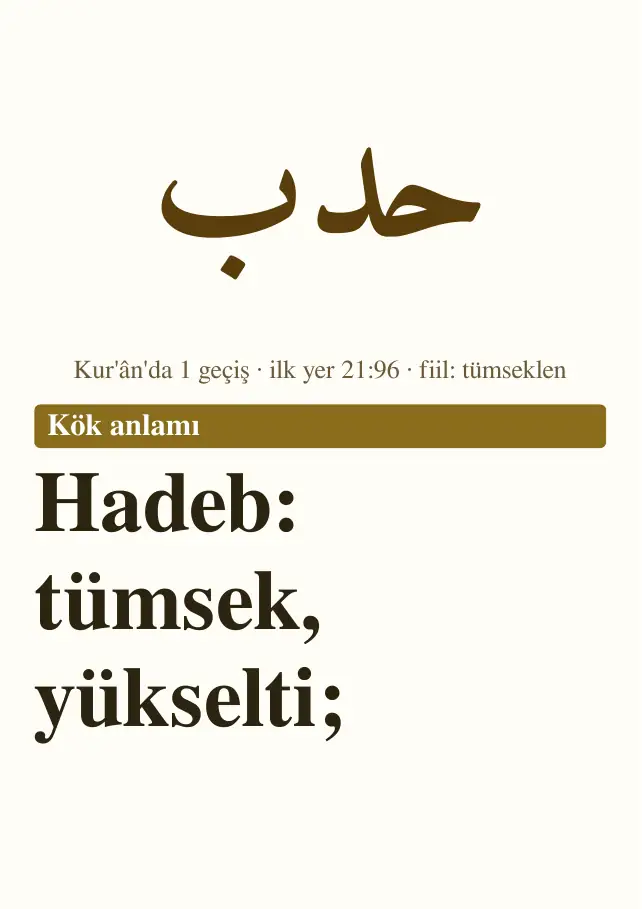 حدب
Kur'ân'da 1 geçiş · ilk yer 21:96 · fiil: tümseklen
Kök anlamı
Hadeb:
tümsek,
yükselti;